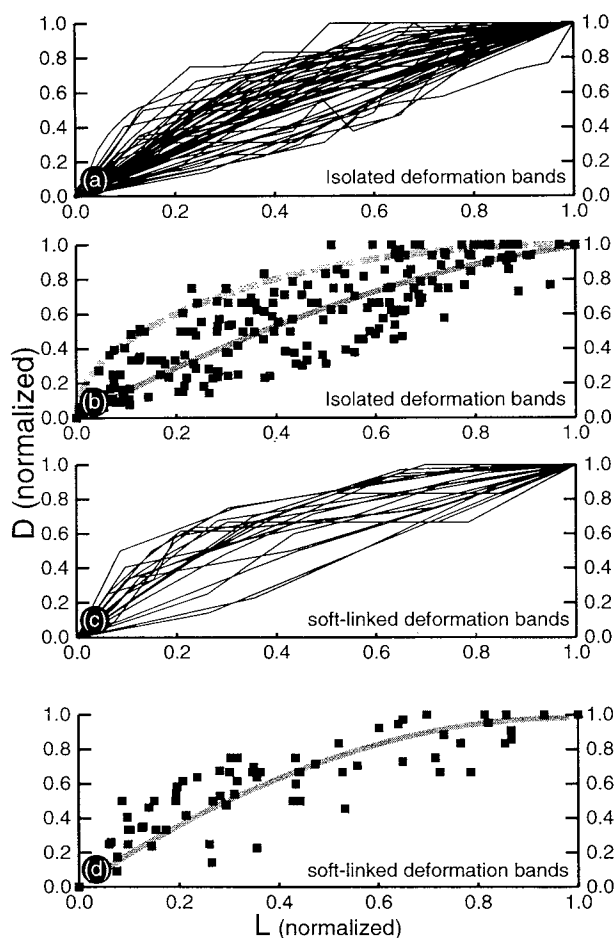 1.0 1.0
0.8 0.8
0.6 0.6
0.4 0.4
0.2 0.2
a Isolated deformation bands
0.0 0.0
0.0 0.2 0.4 0.6 0.8 1.0
1.0 1.0
0.8 0.8
0.6 0.6
0.4 0.4
0.2 0.2
b Isolated deformation bands
0.0 0.0
0.0 0.2 0.4 0.6 0.8 1.0
D (normalized)
1.0 1.0
0.8 0.8
0.6 0.6
0.4 0.4
0.2 0.2
c soft-linked deformation bands
0.0 0.0
0.0 0.2 0.4 0.6 0.8 1.0
1.0 1.0
0.8 0.8
0.6 0.6
0.4 0.4
0.2 0.2
d soft-linked deformation bands
0.0 0.0
0.0 0.2 0.4 0.6 0.8 1.0
L (normalized)